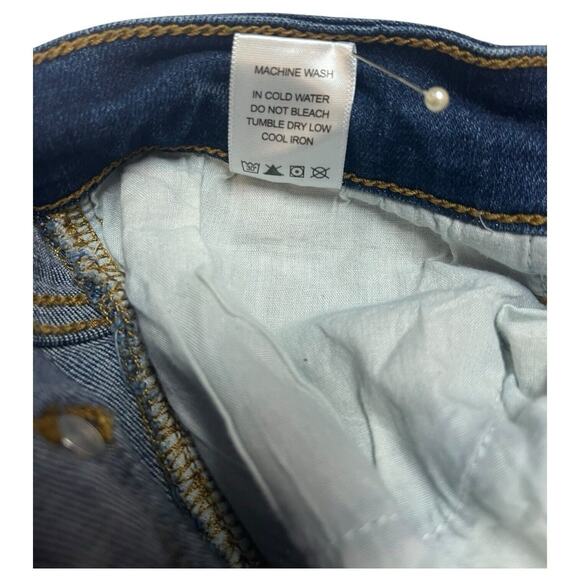 MACHINE WASH
IN COLD WATER
DO NOT BLEACH
TUMBLE DRY LOW
COOL IRON